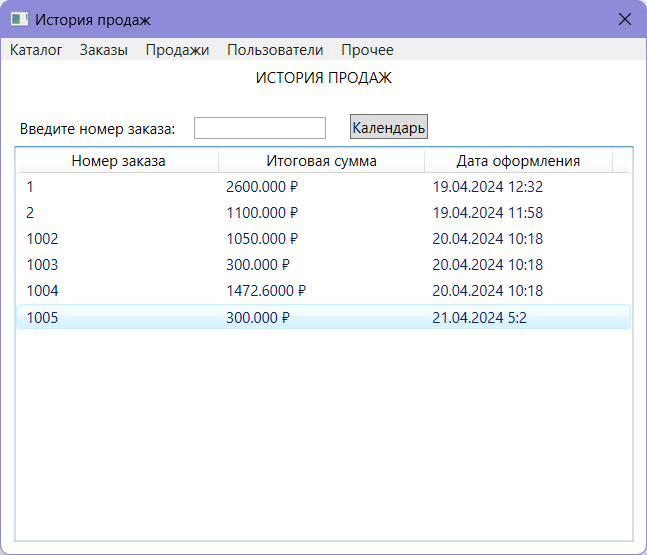 История продаж
Каталог Заказы Продажи Пользователи Прочее
ИСТОРИЯ ПРОДАЖ
Введите номер заказа: Календарь
Номер заказа Итоговая сумма Дата оформления
1 2600.000 ₽ 19.04.2024 12:32
2 1100.000 ₽ 19.04.2024 11:58
1002 1050.000 ₽ 20.04.2024 10:18
1003 300.000 ₽ 20.04.2024 10:18
1004 1472.6000 ₽ 20.04.2024 10:18
1005 300.000 ₽ 21.04.2024 5:2